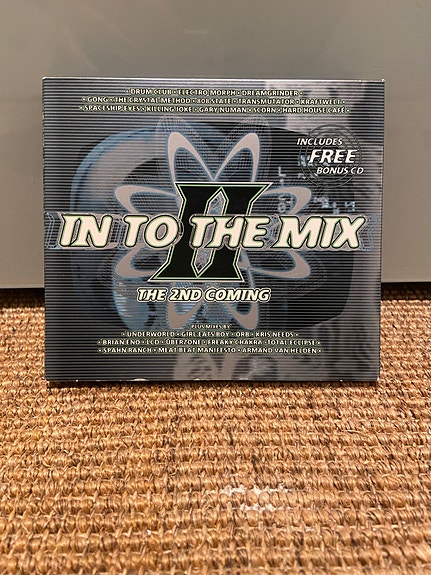 • DRUM CLUB • ELECTRO MORPH • DREAMGRINDER •
• GONG • THE CRYSTAL METHOD • 808 STATE • TRANSMUTATOR • KRAFTWELT •
• SPACESHIP EYES • KILLING JOKE • GARY NUMAN • SCORN • HARD HOUSE CAFE •
INCLUDES
FREE
BONUS CD
II
IN TO THE MIX
THE 2ND COMING
PLUS MIXES BY
• UNDERWORLD • GIRL EATS BOY • ORB • KRIS NEEDS •
• BRIAN ENO • LCD • ÜBERZONE • FREAKY CHAKRA • TOTAL ECLIPSE •
• SPAHN RANCH • MEAT BEAT MANIFESTO • ARMAND VAN HELDEN •